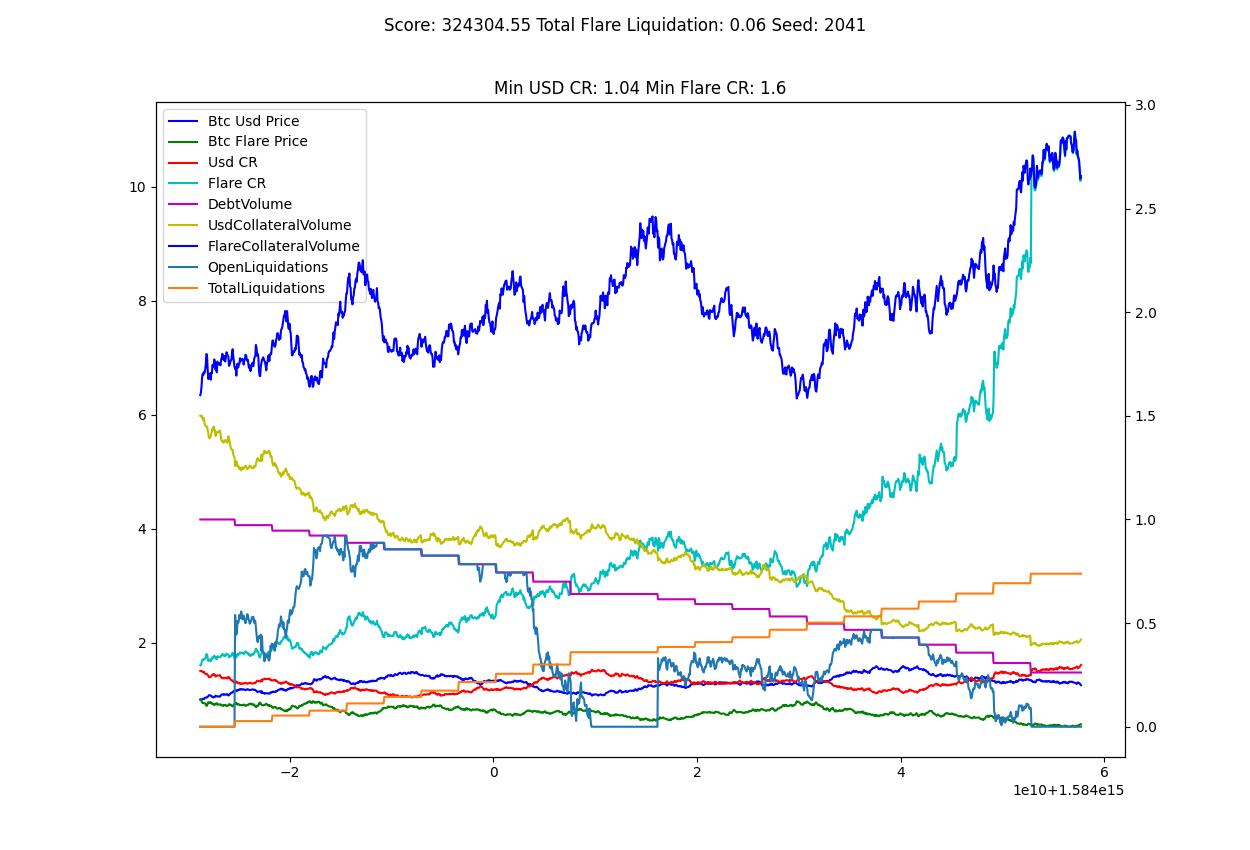 Score: 324304.55 Total Flare Liquidation: 0.06 Seed: 2041
Min USD CR: 1.04 Min Flare CR: 1.6
Btc Usd Price
Btc Flare Price
Usd CR
Flare CR
DebtVolume
UsdCollateralVolume
FlareCollateralVolume
OpenLiquidations
TotalLiquidations
10
8
6
4
2
3.0
2.5
2.0
1.5
1.0
0.5
0.0
−2
0
2
4
6
1e10+1.584e15